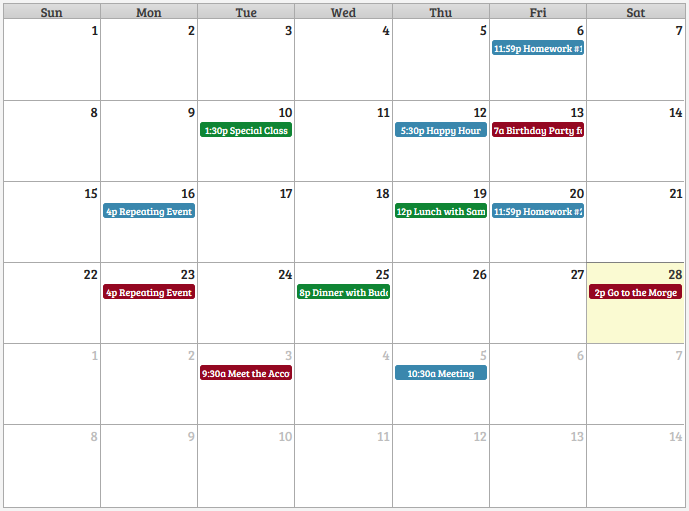 Sun Mon Tue Wed Thu Fri Sat
1 2 3 4 5 6 7
11:59p Homework #1
8 9 10 11 12 13 14
1:30p Special Class 5:30p Happy Hour 7a Birthday Party
15 16 17 18 19 20 21
4p Repeating Event 12p Lunch with Sam 11:59p Homework #2
22 23 24 25 26 27 28
4p Repeating Event 8p Dinner with 2p Go to the Morge
1 2 3 4 5 6 7
9:30a Meet the Acco 10:30a Meeting
8 9 10 11 12 13 14